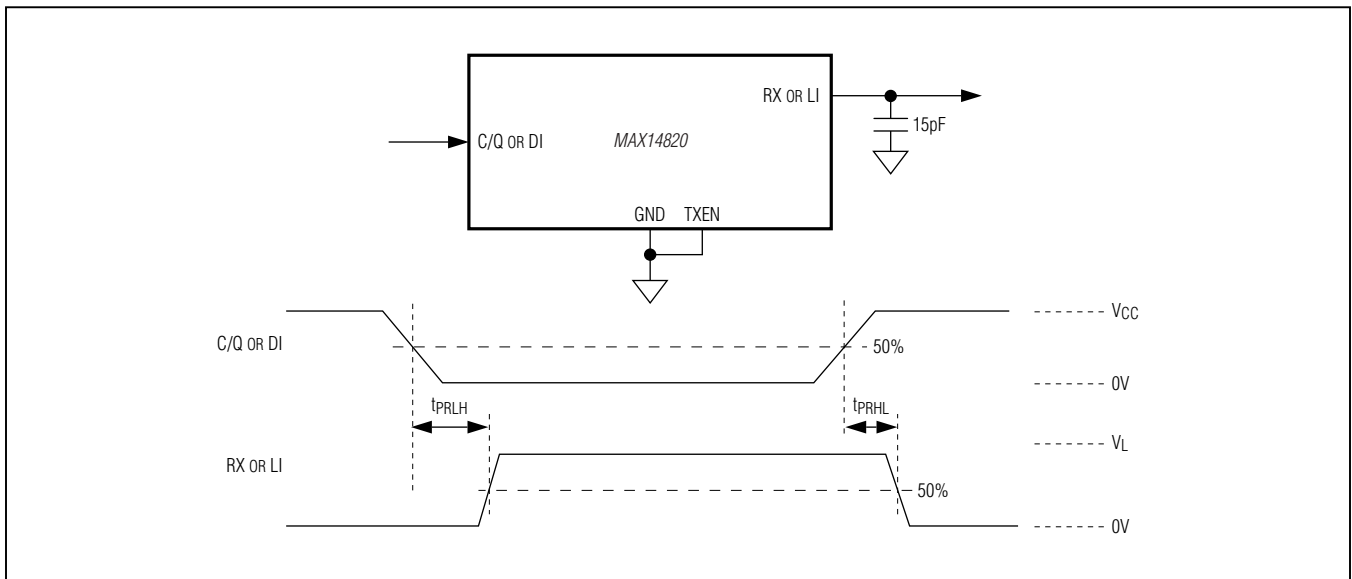 RX OR LI
15pF
C/Q OR DI
MAX14820
GND TXEN
VCC
C/Q OR DI
50%
0V
tPRLH
tPRHL
VL
RX OR LI
50%
0V